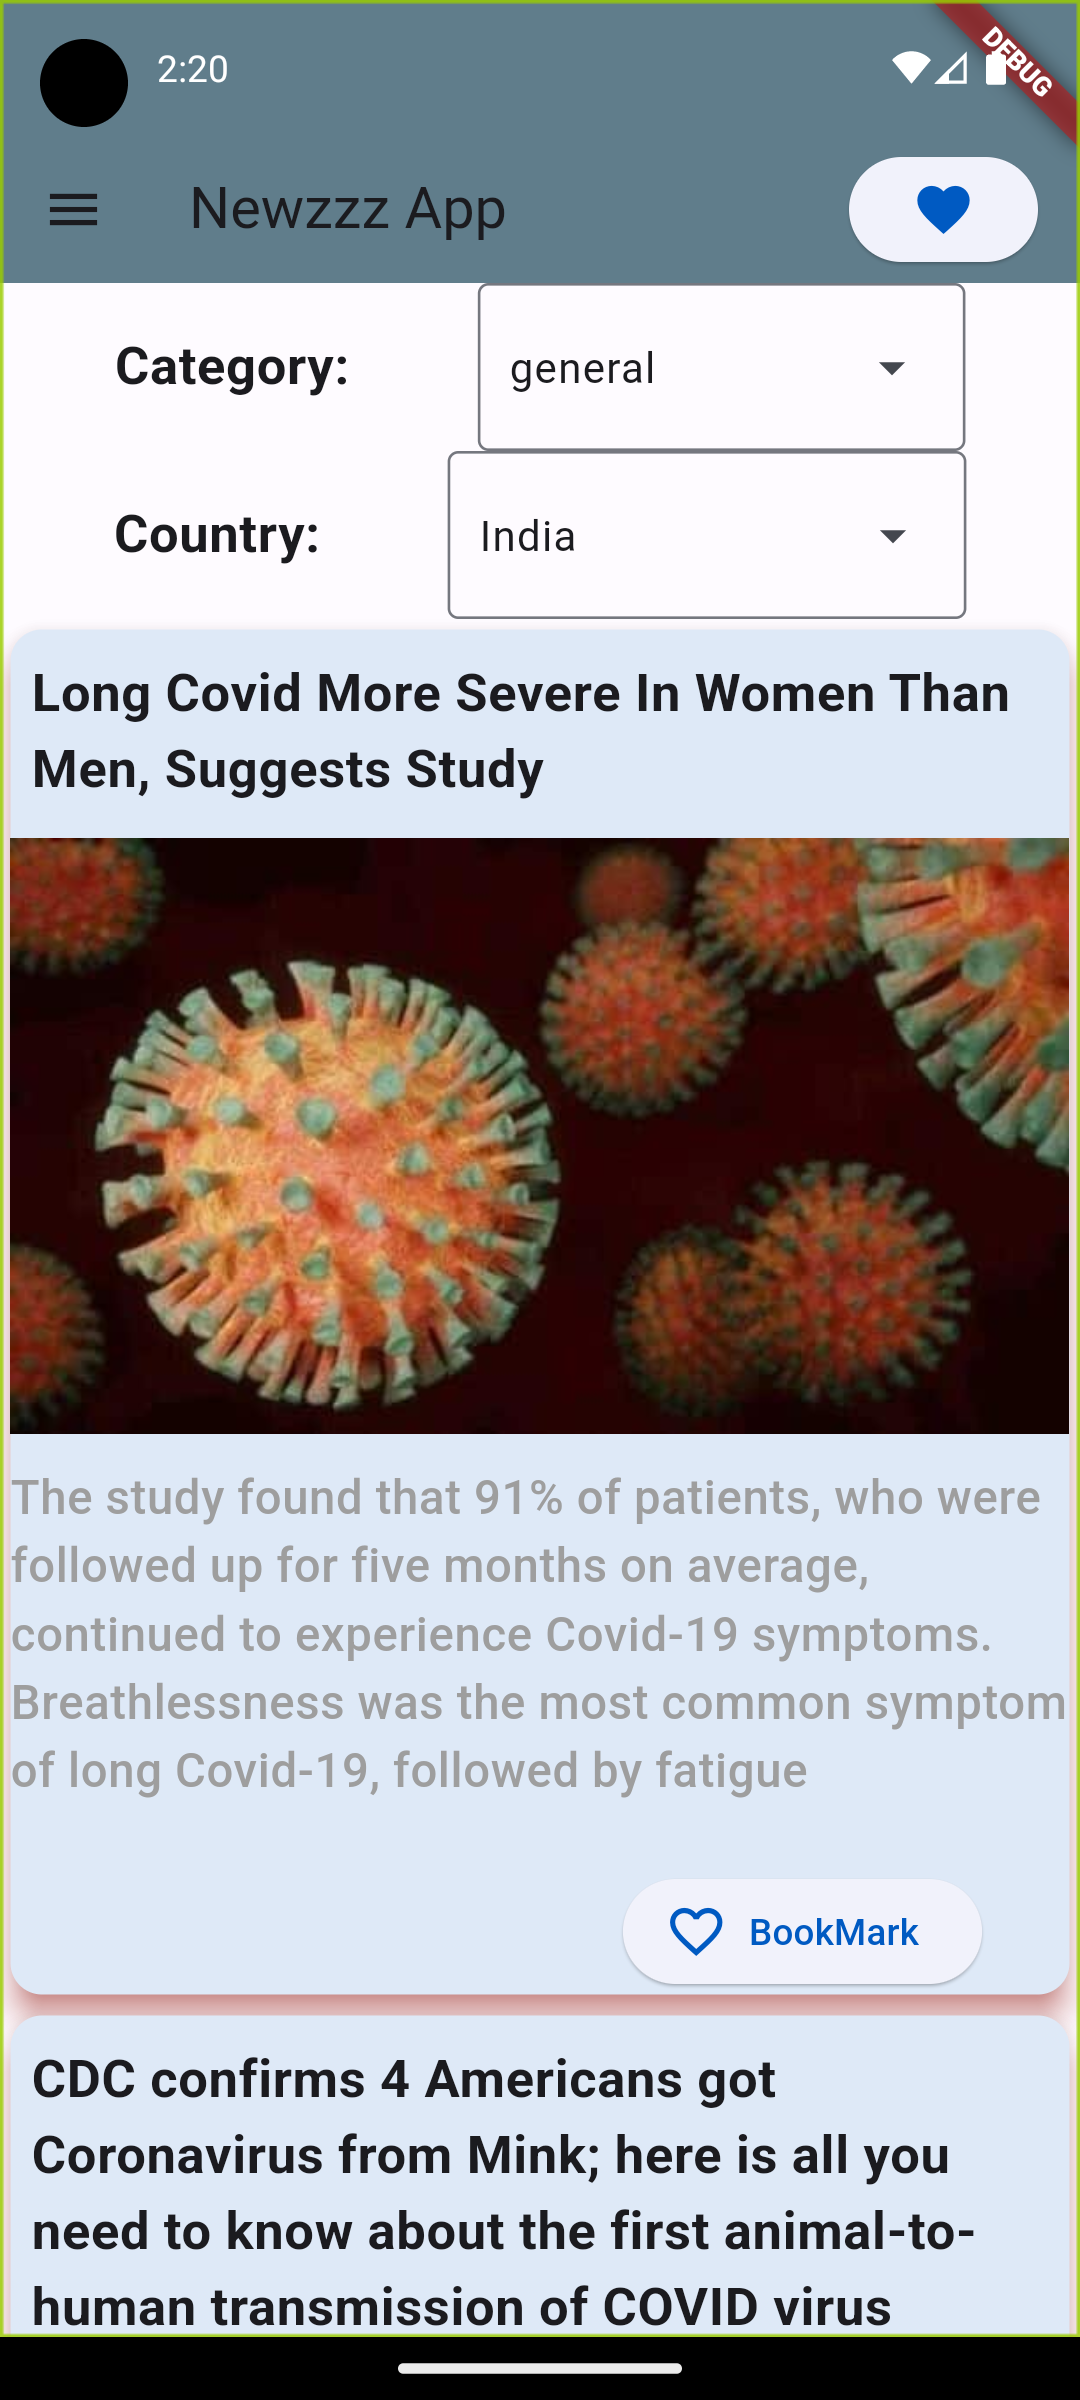 2:20
DEBUG
Newzzz App
Category:
general
Country:
India
Long Covid More Severe In Women Than
Men, Suggests Study
The study found that 91% of patients, who were
followed up for five months on average,
continued to experience Covid-19 symptoms.
Breathlessness was the most common symptom
of long Covid-19, followed by fatigue
BookMark
CDC confirms 4 Americans got
Coronavirus from Mink; here is all you
need to know about the first animal-to-
human transmission of COVID virus